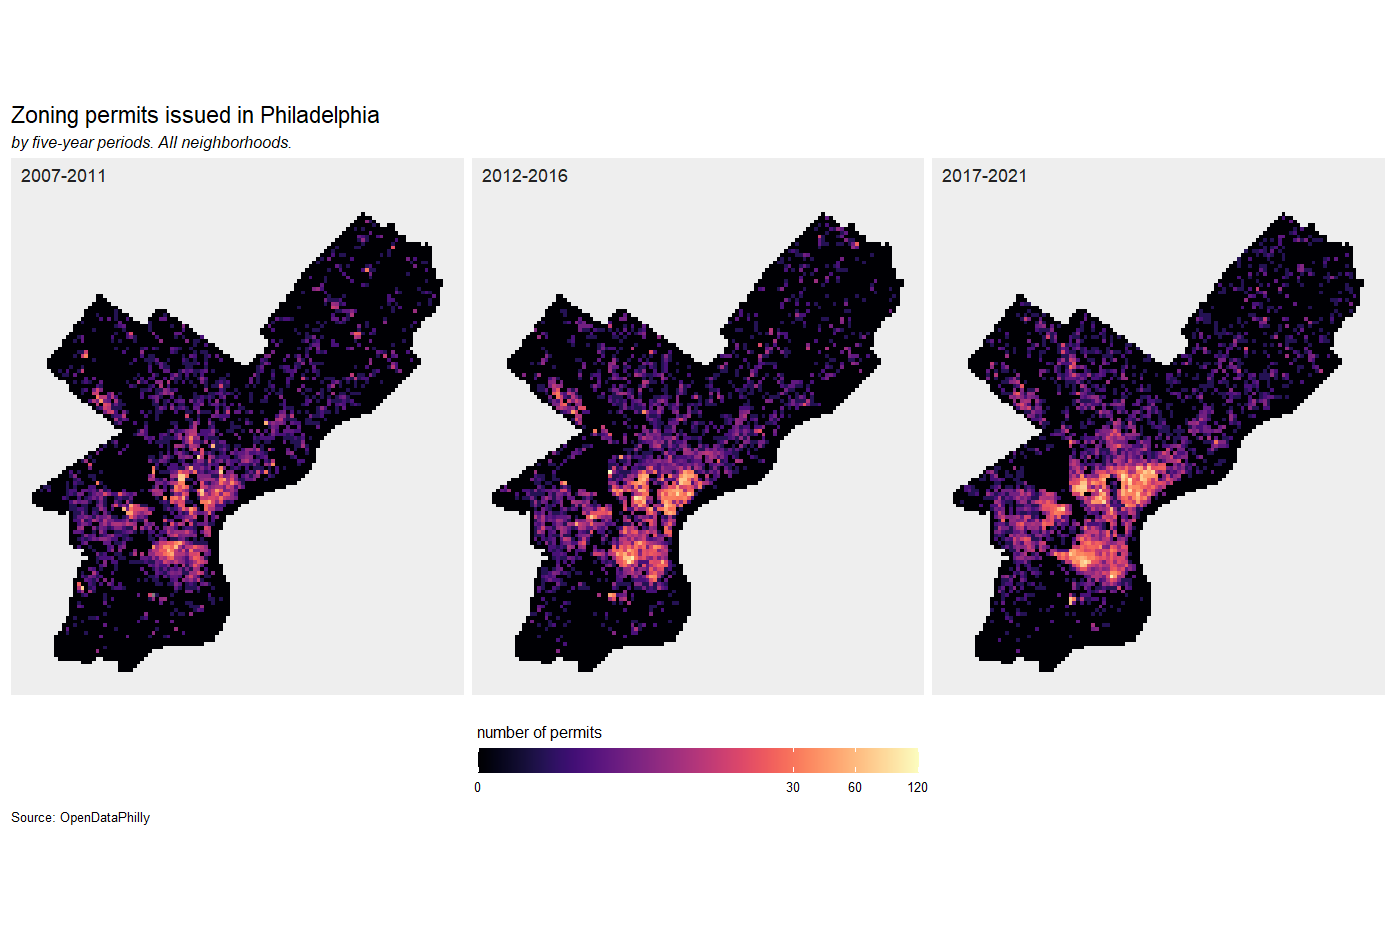 Zoning permits issued in Philadelphia
by five-year periods. All neighborhoods.
2007-2011
2012-2016
2017-2021
number of permits
0 30 60 120
Source: OpenDataPhilly